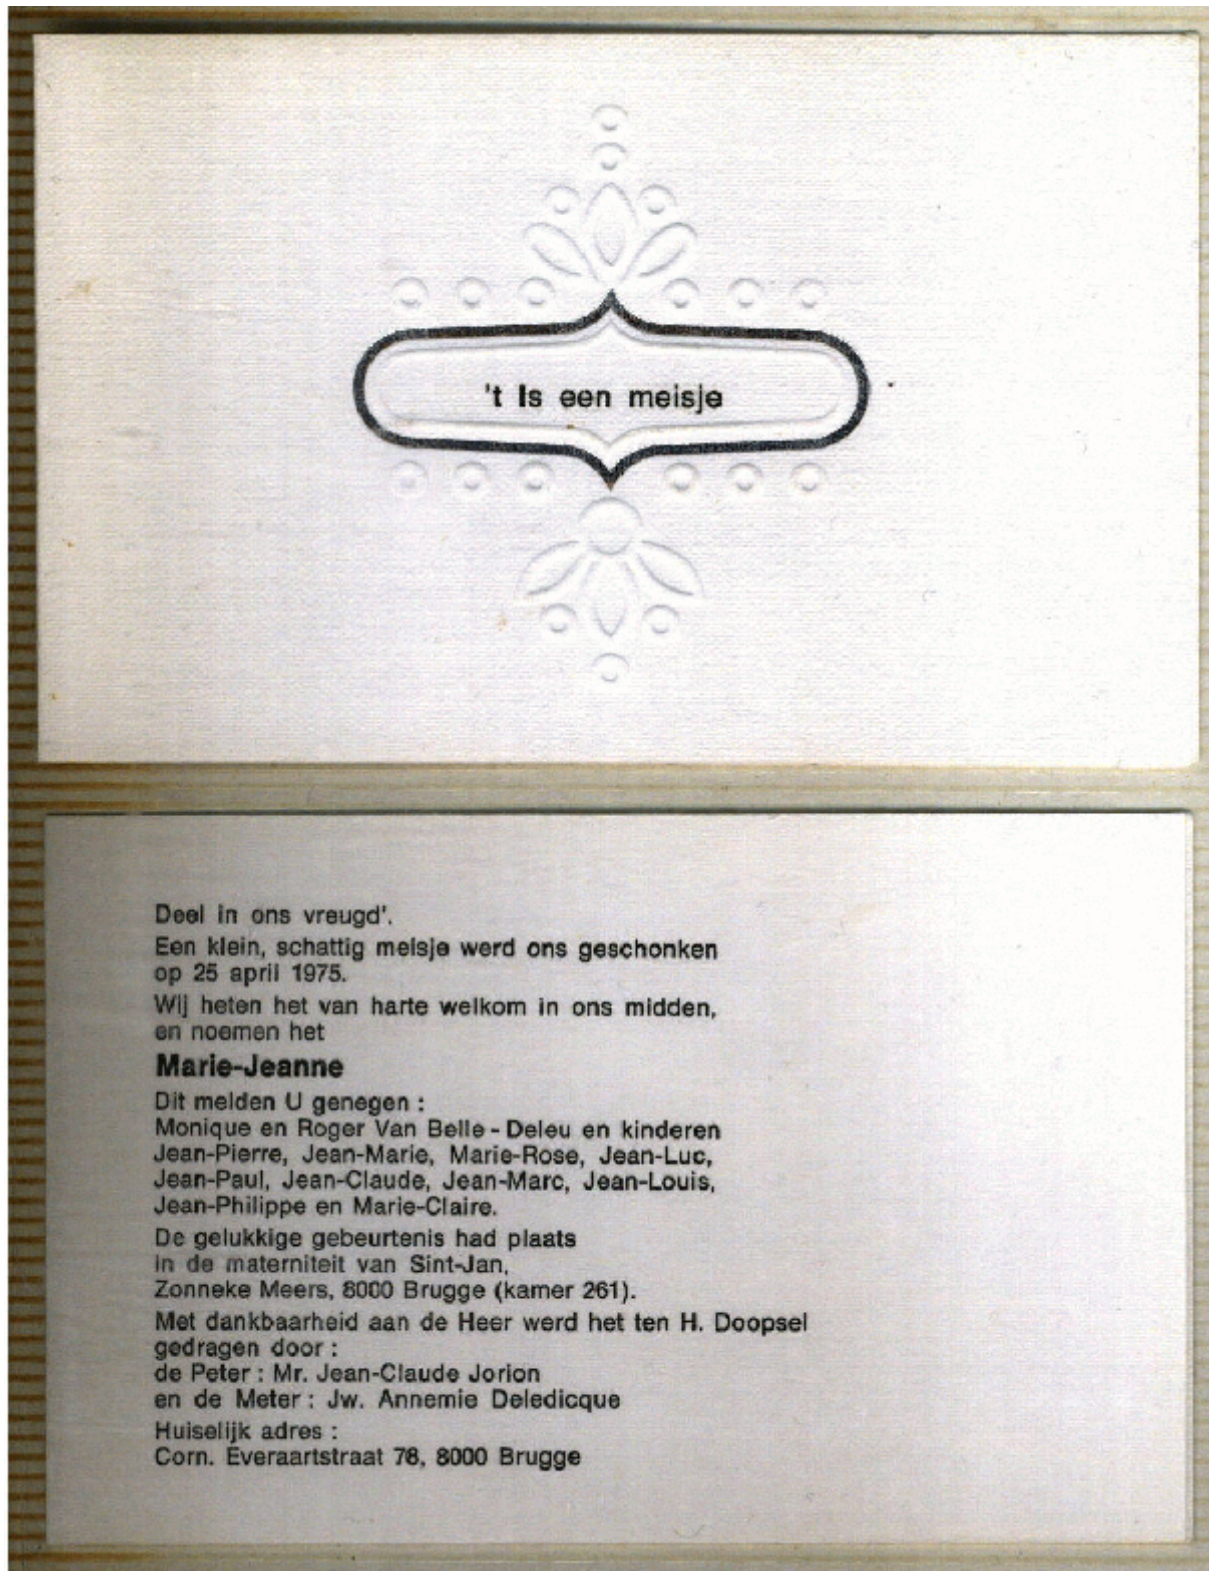 't Is een meisje
Deel in ons vreugd'.
Een klein, schattig meisje werd ons geschonken
op 25 april 1975.
Wij heten het van harte welkom in ons midden,
en noemen het
Marie-Jeanne
Dit melden U genegen :
Monique en Roger Van Belle - Deleu en kinderen
Jean-Pierre, Jean-Marie, Marie-Rose, Jean-Luc,
Jean-Paul, Jean-Claude, Jean-Marc, Jean-Louis,
Jean-Philippe en Marie-Claire.
De gelukkige gebeurtenis had plaats
in de materniteit van Sint-Jan,
Zonneke Meers, 8000 Brugge (kamer 261).
Met dankbaarheid aan de Heer werd het ten H. Doopsel
gedragen door :
de Peter : Mr. Jean-Claude Jorion
en de Meter : Jw. Annemie Deledicque
Huiselijk adres :
Corn. Everaartstraat 78, 8000 Brugge